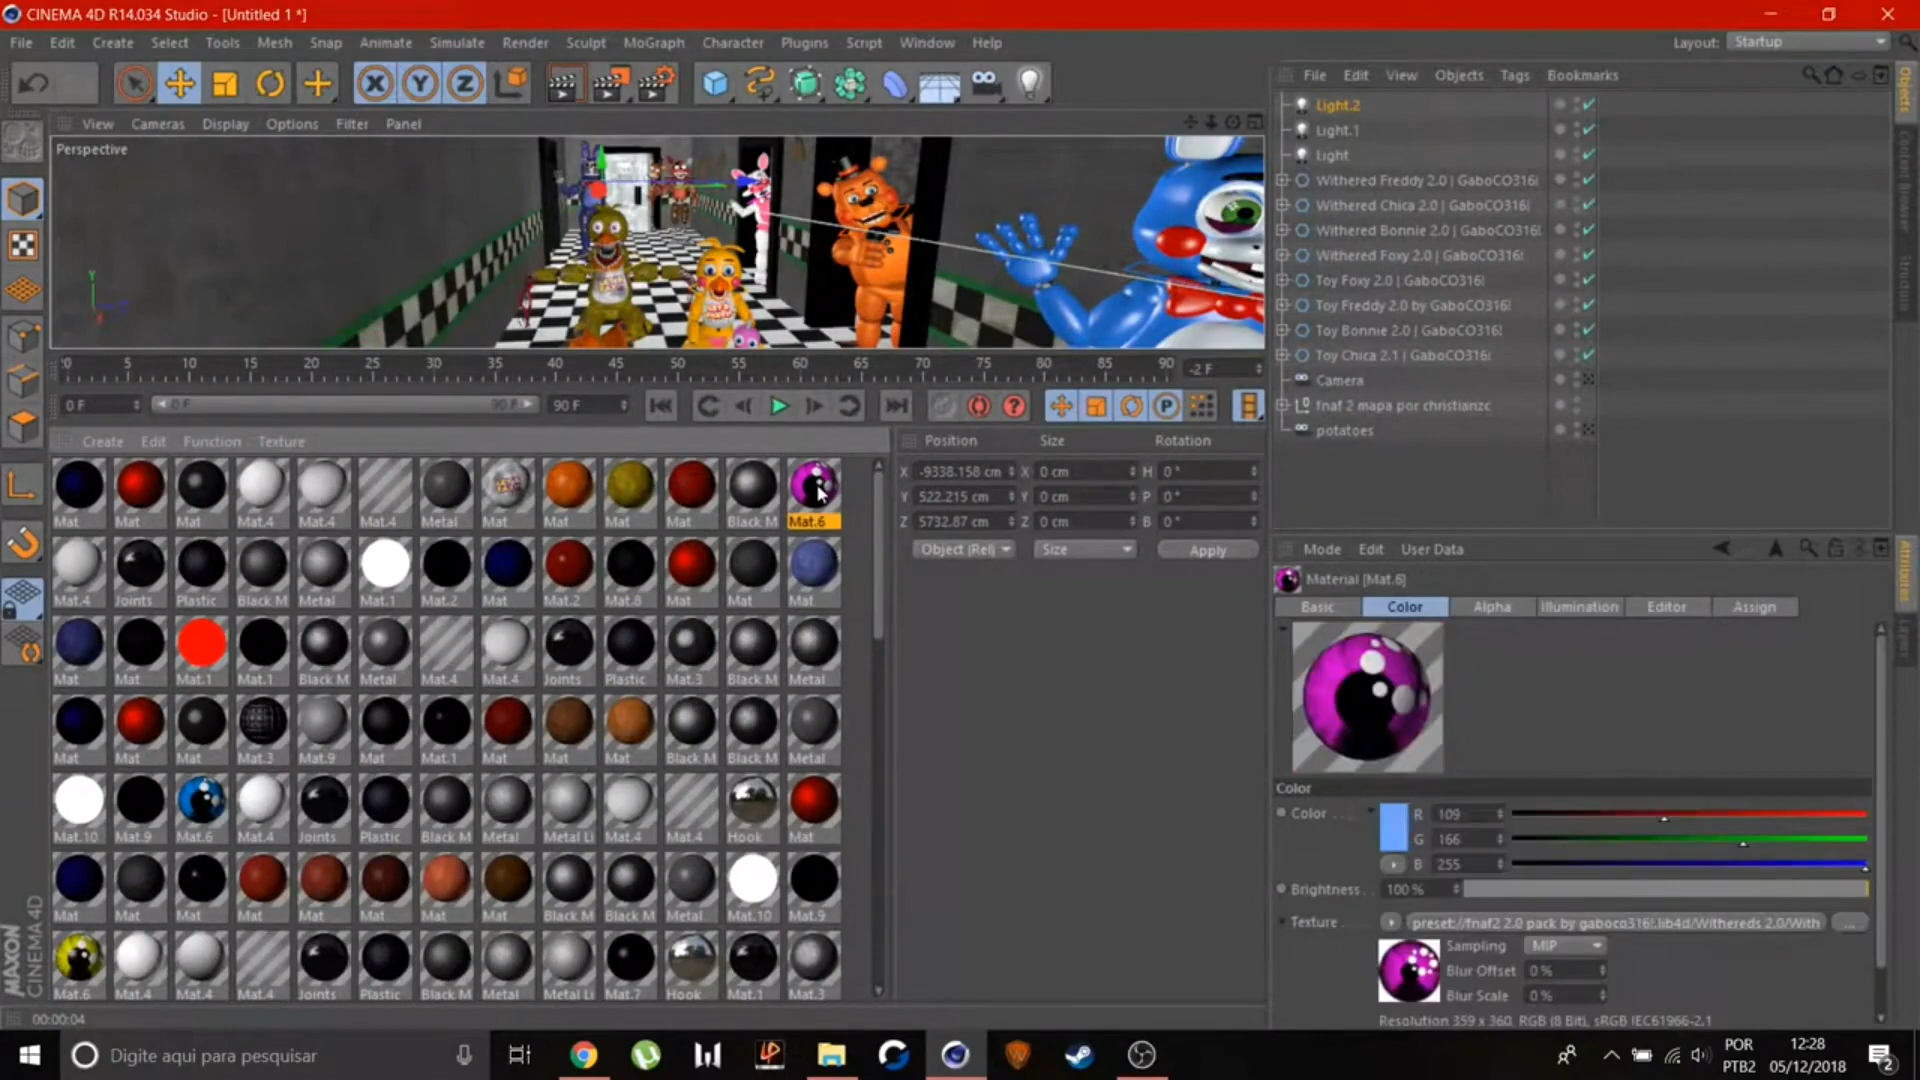 CINEMA 4D R14.034 Studio - [Untitled 1 *]
File Edit Create Select Tools Mesh Snap Animate Simulate Render Sculpt MoGraph Character Plugins Script Window Help
Layout: Startup
File Edit View Objects Tags Bookmarks
View Cameras Display Options Filter Panel
Perspective
Light.2
Light.1
Light
Withered Freddy 2.0 | GaboCO316!
Withered Chica 2.0 | GaboCO316!
Withered Bonnie 2.0 | GaboCO316!
Withered Foxy 2.0 | GaboCO316!
Toy Foxy 2.0 | GaboCO316!
Toy Freddy 2.0 by GaboCO316!
Toy Bonnie 2.0 | GaboCO316!
Toy Chica 2.1 | GaboCO316!
Camera
fnaf 2 mapa por christianzc
potatoes
Objects
Content Browser
Structure
:0 5 10 15 20 25 30 35 40 45 50 55 60 65 70 75 80 85 90 -2 F
0 F 0 F 90 F 90 F
Create Edit Function Texture
Position Size Rotation
X -9338.158 cm X 0 cm H 0 °
Y 522.215 cm Y 0 cm P 0 °
Z 5732.87 cm Z 0 cm B 0 °
Object (Rel) Size Apply
Mat Mat Mat Mat.4 Mat.4 Mat.4 Metal Mat Mat Mat Mat Black M Mat.6
Mat.4 Joints Plastic Black M Metal Mat.1 Mat.2 Mat Mat.2 Mat.8 Mat Mat Mat
Mat Mat Mat.1 Mat.1 Black M Metal Mat.4 Mat.4 Joints Plastic Mat.3 Black M Metal
Mat Mat Mat Mat.3 Mat.9 Mat Mat.1 Mat Mat Mat Black M Black M Metal
Mat.10 Mat.9 Mat.6 Mat.4 Joints Plastic Black M Metal Metal Li Mat.4 Mat.4 Hook Mat
Mat Mat Mat Mat Mat Mat Mat Mat Black M Black M Metal Mat.10 Mat.9
Mat.6 Mat.4 Mat.4 Mat.4 Joints Plastic Black M Metal Metal Li Mat.7 Hook Mat.1 Mat.3
Mode Edit User Data
Material [Mat.6]
Basic Color Alpha Illumination Editor Assign
Color
Color R 109
G 166
B 255
Brightness 100 %
Texture preset://fnaf2 2.0 pack by gaboco316!.lib4d/Withereds 2.0/With ...
Sampling MIP
Blur Offset 0 %
Blur Scale 0 %
Resolution 359 x 360, RGB (8 Bit), sRGB IEC61966-2.1
Attributes
Layers
MAXON CINEMA 4D
00:00:04
Digite aqui para pesquisar
POR
PTB2
12:28
05/12/2018
2